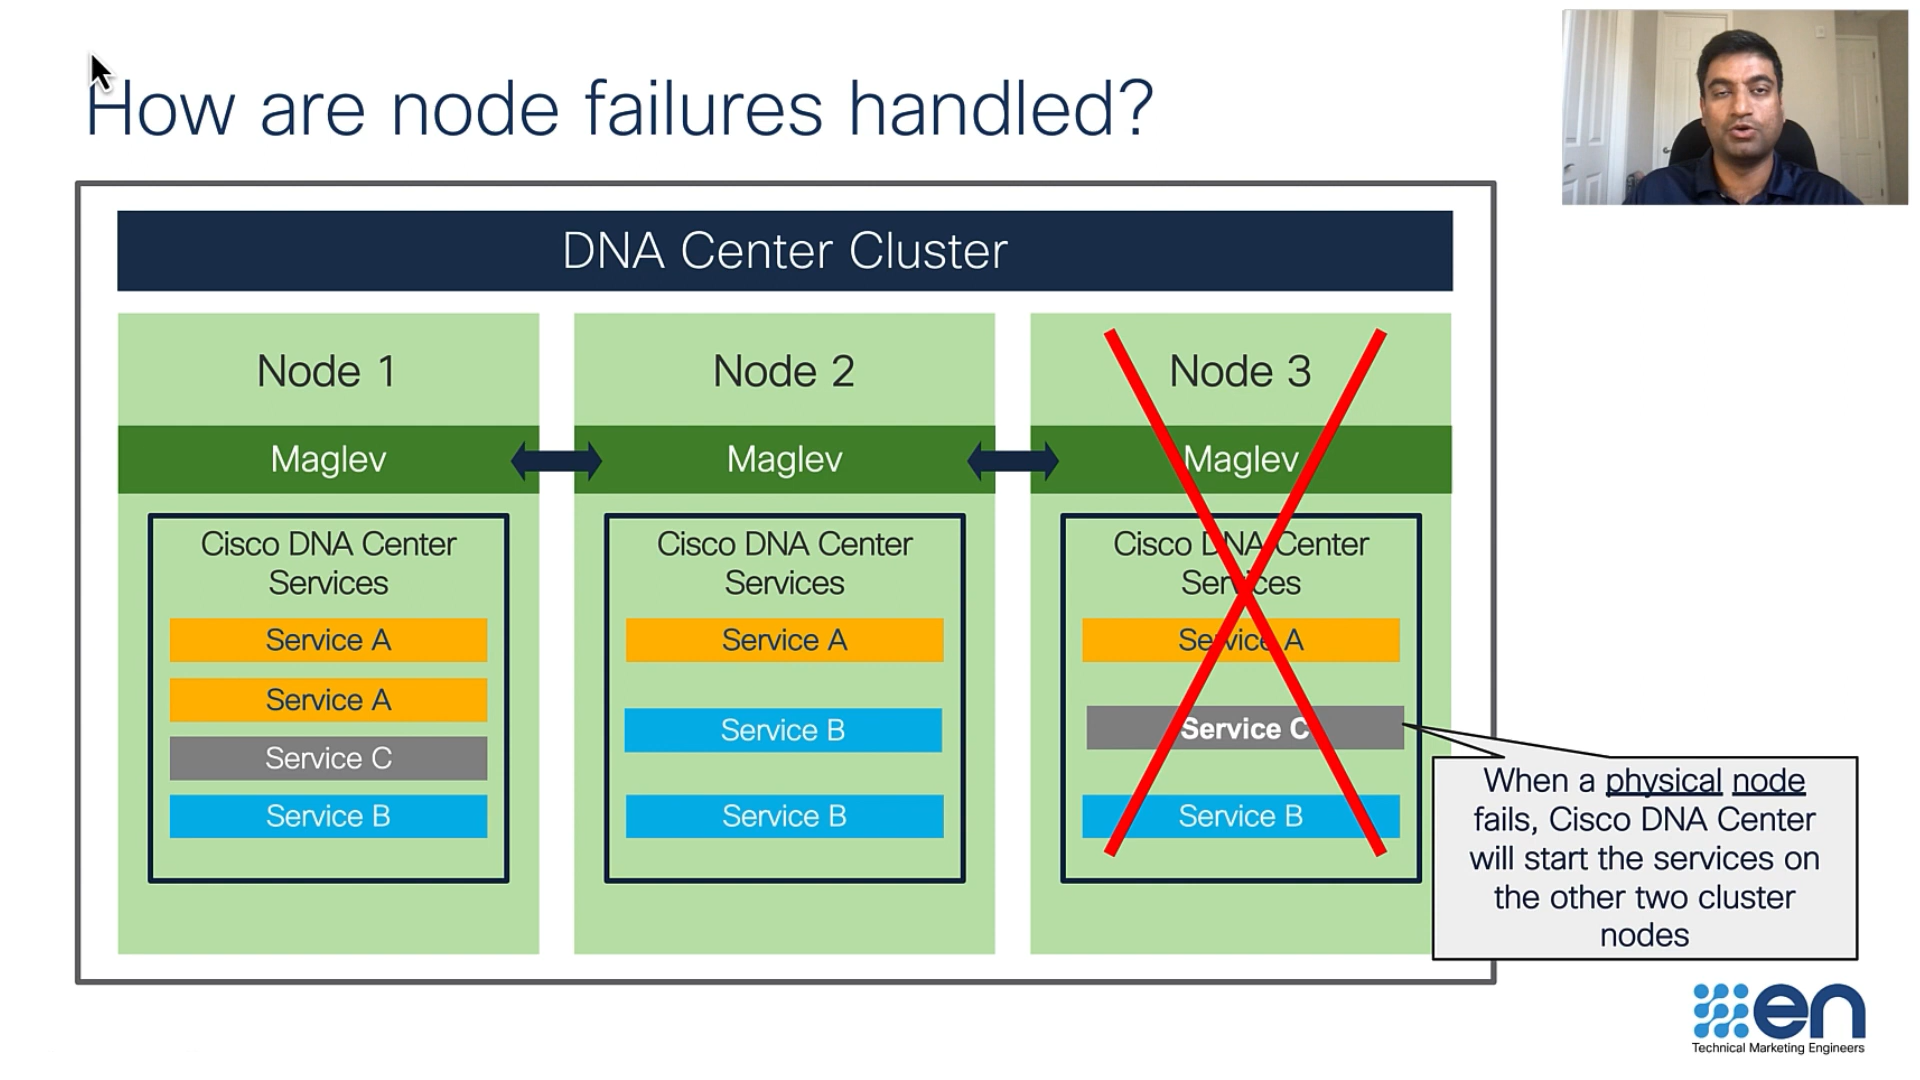 How are node failures handled?
DNA Center Cluster
Node 1
Maglev
Cisco DNA Center
Services
Service A
Service A
Service C
Service B
Node 2
Maglev
Cisco DNA Center
Services
Service A
Service B
Service B
Node 3
Maglev
Cisco DNA Center
Services
Service A
Service C
Service B
When a physical node
fails, Cisco DNA Center
will start the services on
the other two cluster
nodes
en
Technical Marketing Engineers